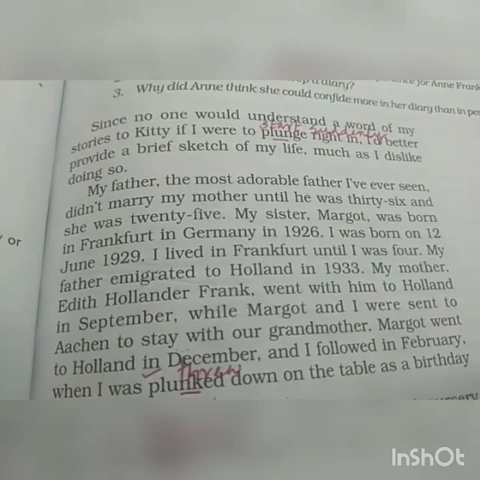 a diary?
for Anne Frank
3. Why did Anne think she could confide more in her diary than in pe
start suddenly
Since no one would understand a word of my
stories to Kitty if I were to plunge right in, I'd better
provide a brief sketch of my life, much as I dislike
doing so.
My father, the most adorable father I've ever seen,
didn't marry my mother until he was thirty-six and
she was twenty-five. My sister, Margot, was born
or
in Frankfurt in Germany in 1926. I was born on 12
June 1929. I lived in Frankfurt until I was four. My
father emigrated to Holland in 1933. My mother,
Edith Hollander Frank, went with him to Holland
in September, while Margot and I were sent to
Aachen to stay with our grandmother. Margot went
to Holland in December, and I followed in February,
when I was plunked down on the table as a birthday
InShOt